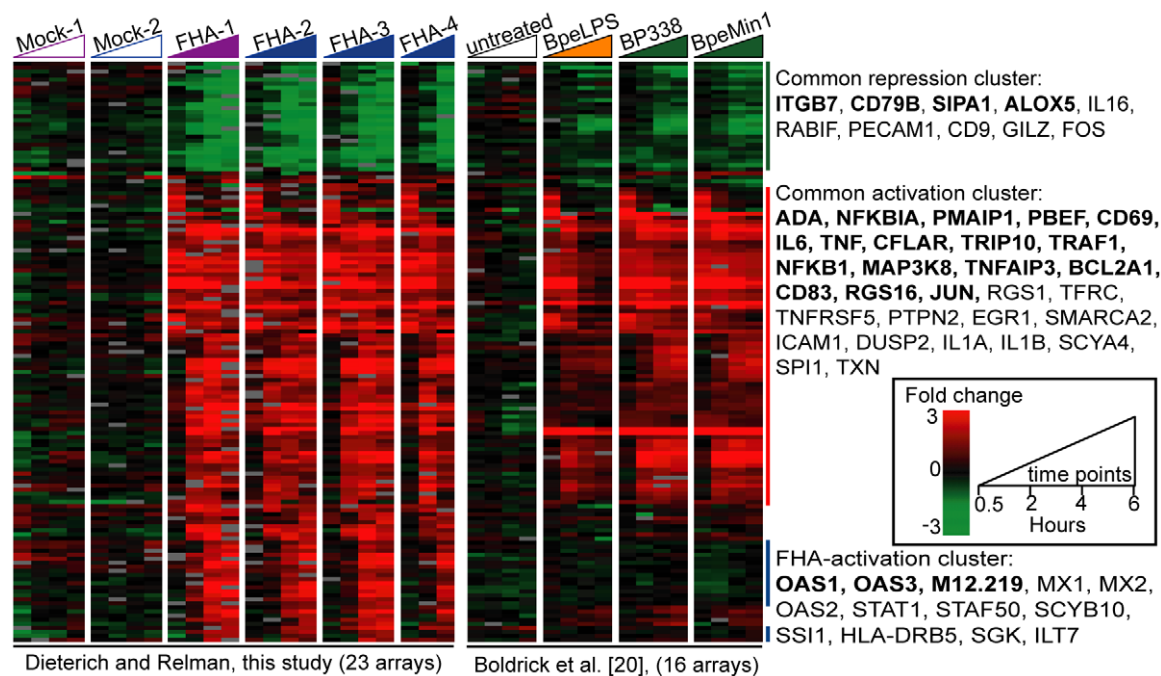 Mock-1 Mock-2 FHA-1 FHA-2 FHA-3 FHA-4 untreated BpeLPS BP338 BpeMin1
Common repression cluster:
ITGB7, CD79B, SIPA1, ALOX5, IL16,
RABIF, PECAM1, CD9, GILZ, FOS
Common activation cluster:
ADA, NFKBIA, PMAIP1, PBEF, CD69,
IL6, TNF, CFLAR, TRIP10, TRAF1,
NFKB1, MAP3K8, TNFAIP3, BCL2A1,
CD83, RGS16, JUN, RGS1, TFRC,
TNFRSF5, PTPN2, EGR1, SMARCA2,
ICAM1, DUSP2, IL1A, IL1B, SCYA4,
SPI1, TXN
Fold change
3
0
-3
time points
0.5 2 4 6
Hours
FHA-activation cluster:
OAS1, OAS3, M12.219, MX1, MX2,
OAS2, STAT1, STAF50, SCYB10,
SSI1, HLA-DRB5, SGK, ILT7
Dieterich and Relman, this study (23 arrays)
Boldrick et al. [20], (16 arrays)